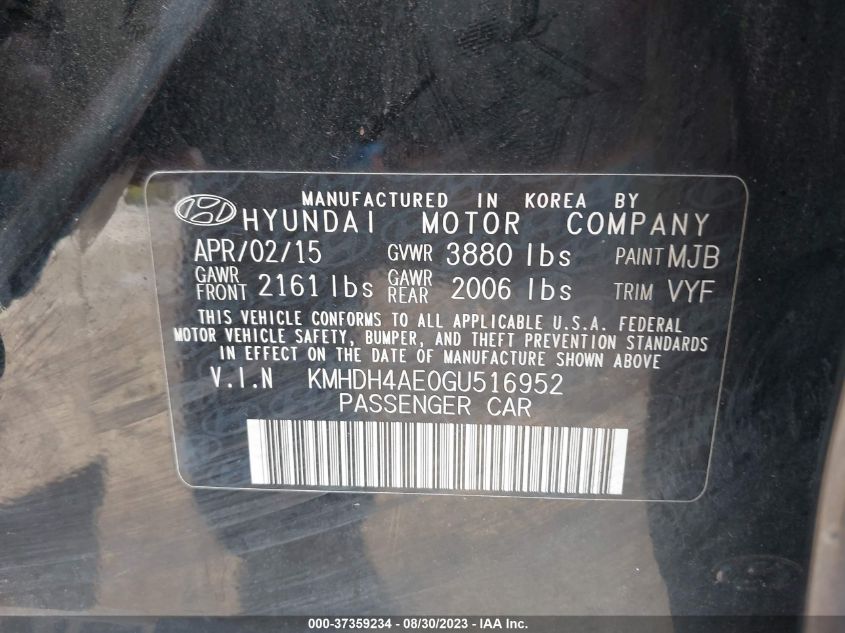 MANUFACTURED IN KOREA BY
HYUNDAI MOTOR COMPANY
APR/02/15 GVWR 3880 lbs PAINT MJB
GAWR FRONT 2161 lbs GAWR REAR 2006 lbs TRIM VYF
THIS VEHICLE CONFORMS TO ALL APPLICABLE U.S.A. FEDERAL
MOTOR VEHICLE SAFETY, BUMPER, AND THEFT PREVENTION STANDARDS
IN EFFECT ON THE DATE OF MANUFACTURE SHOWN ABOVE
V.I.N KMHDH4AE0GU516952
PASSENGER CAR
000-37359234 - 08/30/2023 - IAA Inc.